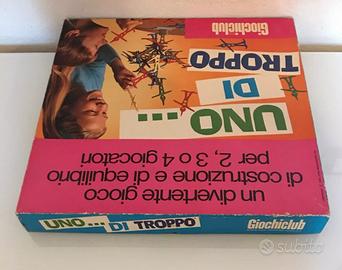 Giochiclub
UNO...
DI
TROPPO
un divertente gioco
di costruzione e di equilibrio
per 2, 3 o 4 giocatori
UNO... DI TROPPO
Giochiclub
subito